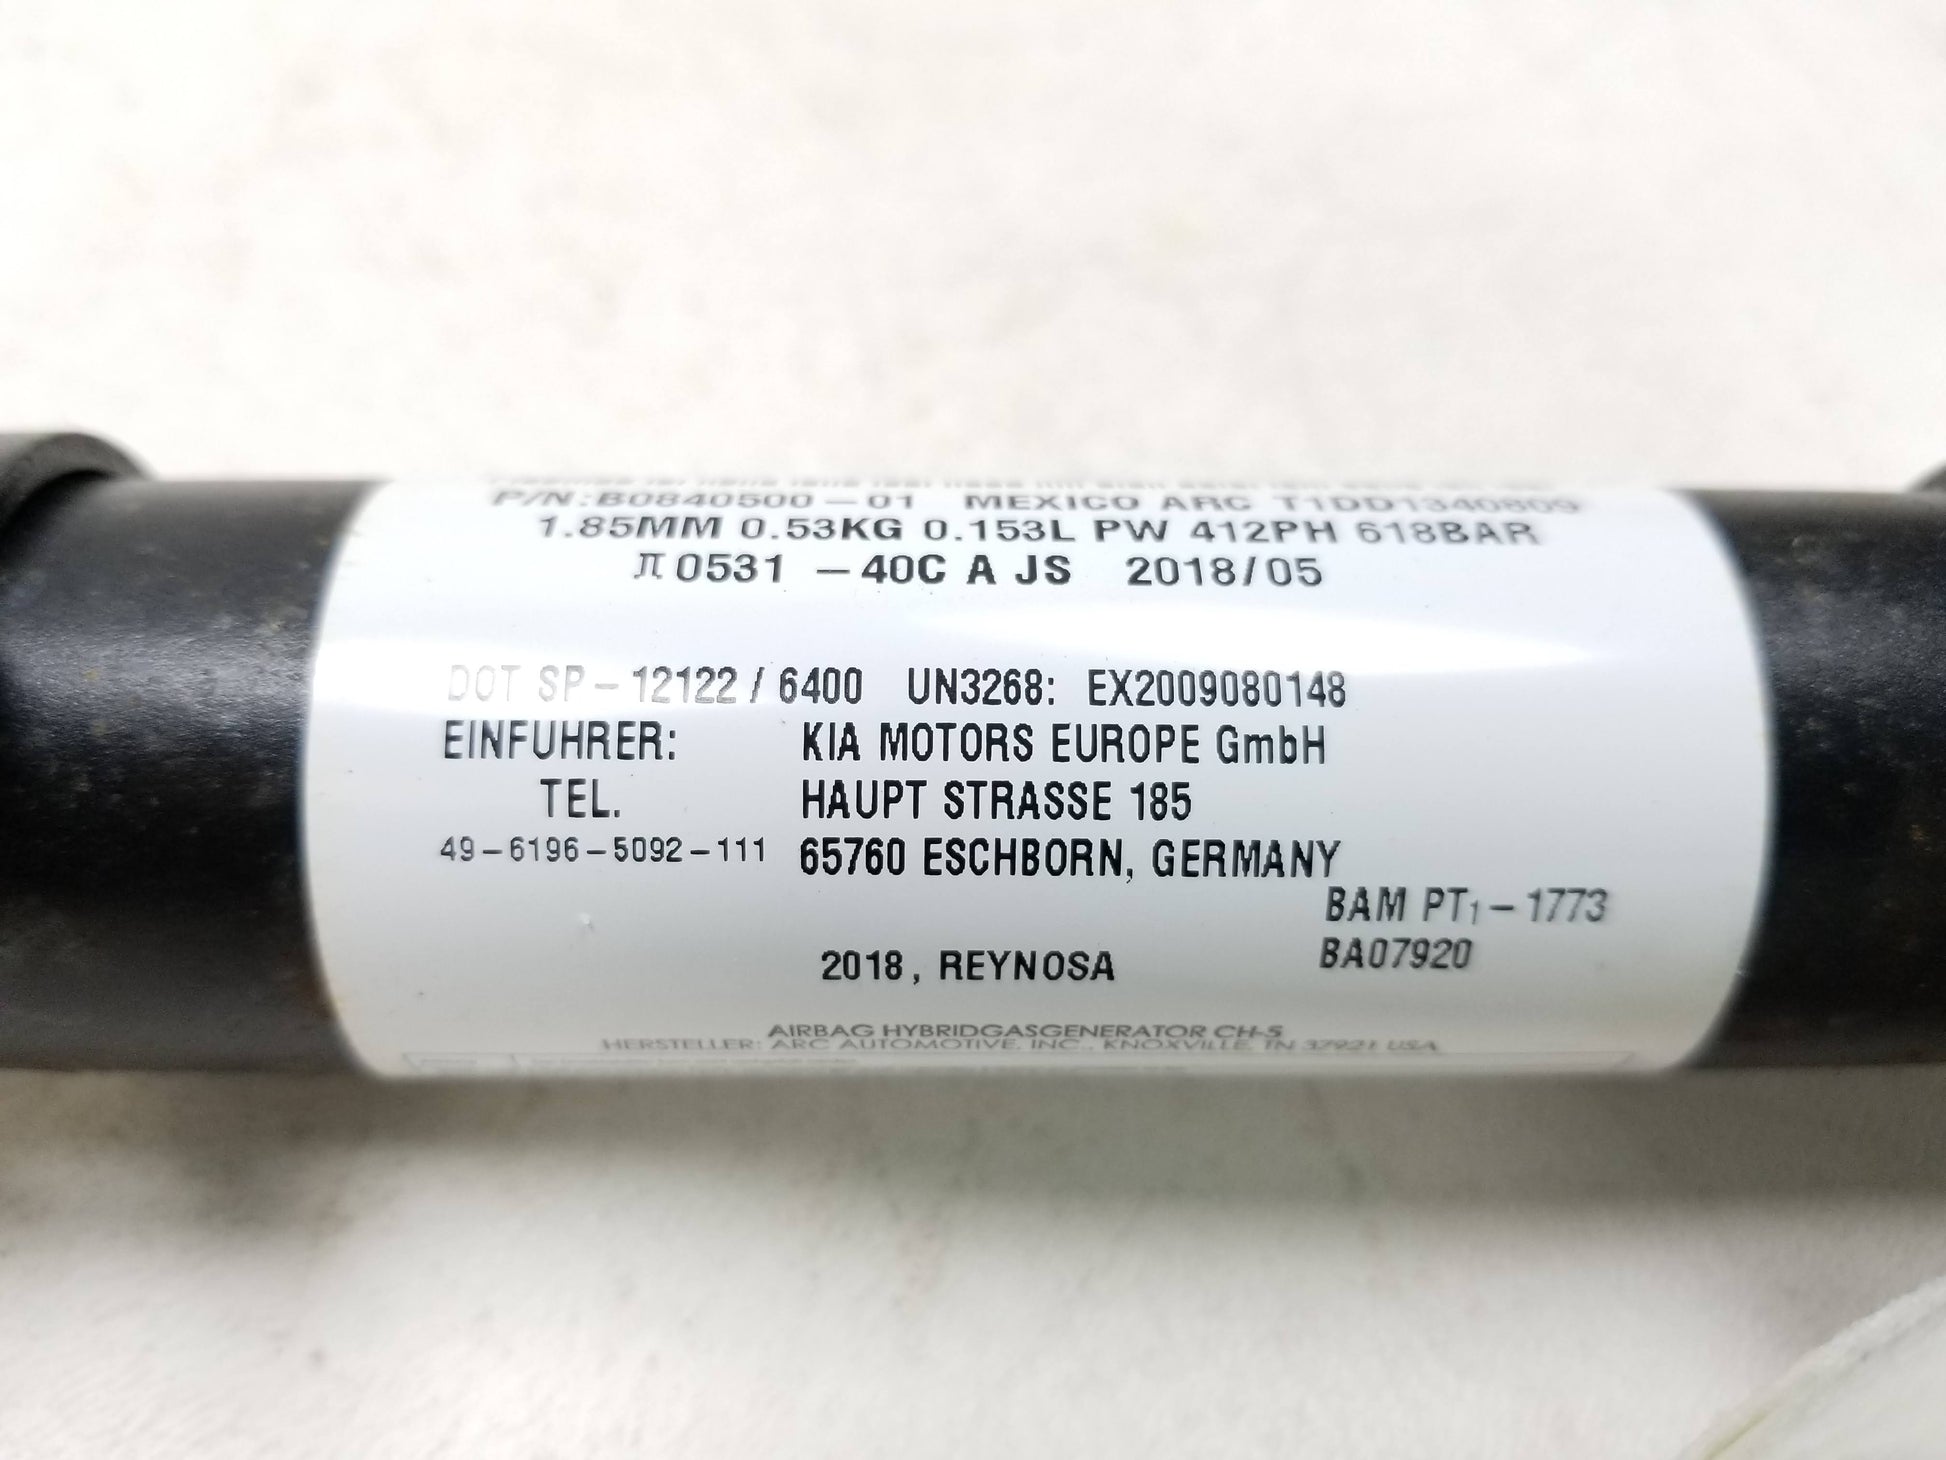 P/N:B0840500-01 MEXICO ARC T1DD1340809
1.85MM 0.53KG 0.153L PW 412PH 618BAR
π0531 -40C A JS 2018/05
DOT SP-12122 / 6400 UN3268: EX2009080148
EINFUHRER: KIA MOTORS EUROPE GmbH
TEL. HAUPT STRASSE 185
49-6196-5092-111 65760 ESCHBORN, GERMANY
BAM PT1-1773
BA07920
2018, REYNOSA
AIRBAG HYBRIDGASGENERATOR CH-5
HERSTELLER: ARC AUTOMOTIVE, INC., KNOXVILLE, TN 37921 USA